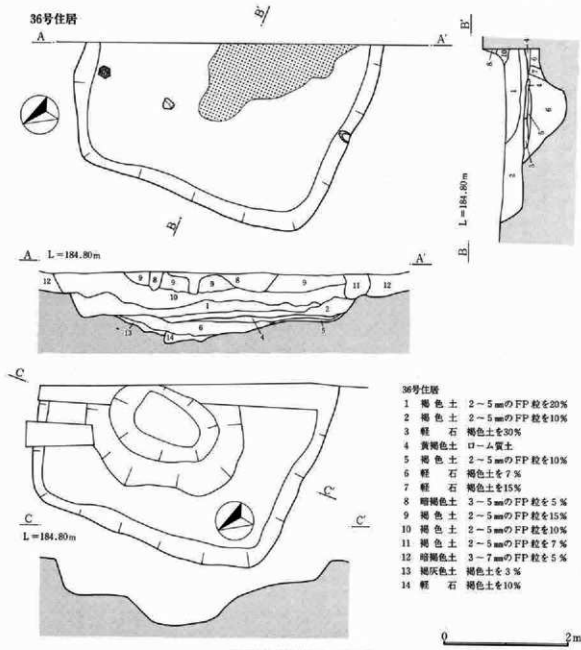 36号住居
B'
A
A'
B
A L=184.80m
A'
12
9
8
9
9
8
9
11
12
10
1
2
6
13
14
4
5
B'
4
8
10
6
7
1
4
6
5
3
2
L=184.80m
B
C'
C'
C
C'
L=184.80m
36号住居
1 褐色土 2~5㎜のFP粒を20%
2 褐色土 2~5㎜のFP粒を10%
3 軽石 褐色土を30%
4 黄褐色土 ローム質土
5 褐色土 2~5㎜のFP粒を10%
6 軽石 褐色土を7%
7 軽石 褐色土を15%
8 暗褐色土 3~5㎜のFP粒を5%
9 褐色土 2~5㎜のFP粒を15%
10 褐色土 2~5㎜のFP粒を10%
11 褐色土 2~5㎜のFP粒を7%
12 暗褐色土 3~7㎜のFP粒を5%
13 褐灰色土 褐色土を3%
14 軽石 褐色土を10%
0 2m